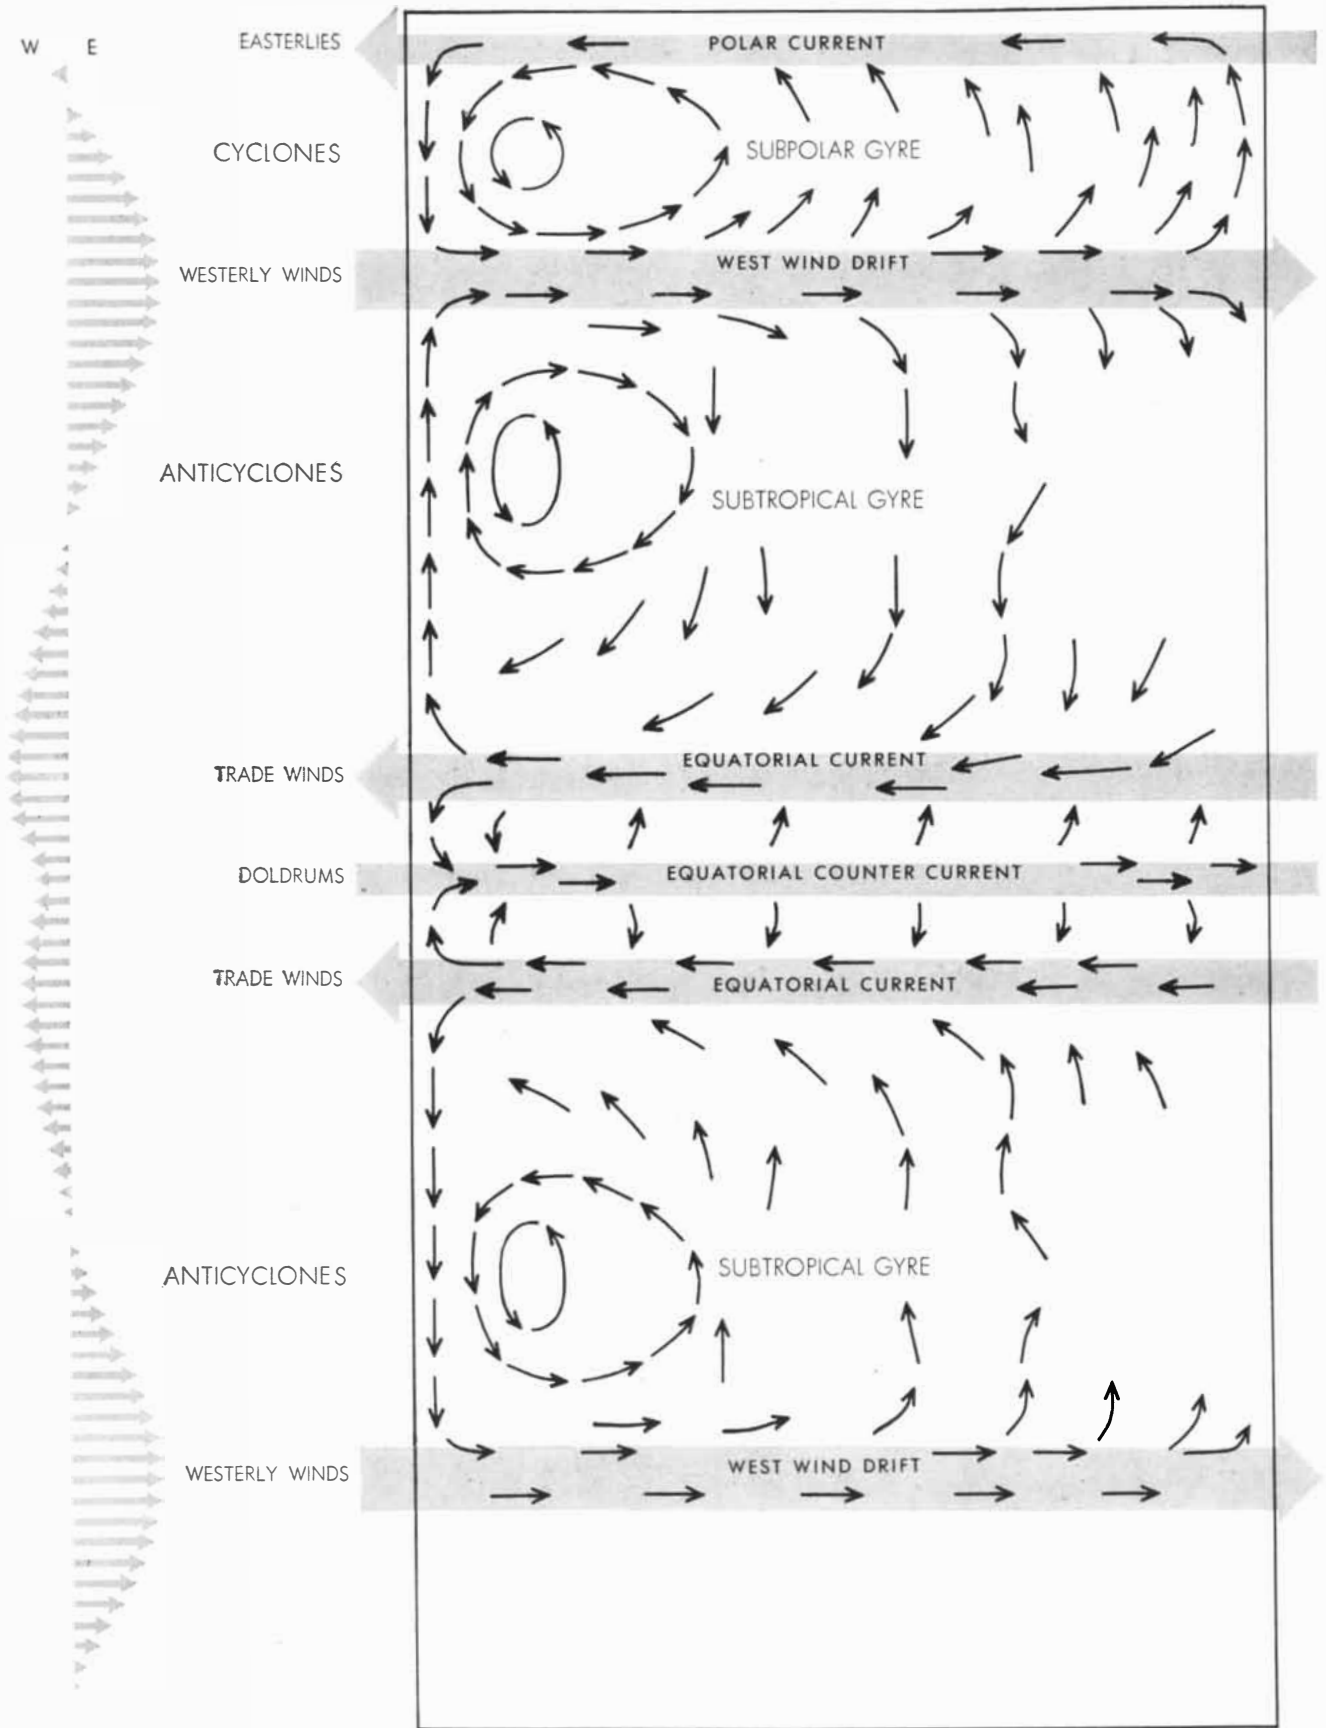 W E
EASTERLIES
POLAR CURRENT
CYCLONES
SUBPOLAR GYRE
WESTERLY WINDS
WEST WIND DRIFT
ANTICYCLONES
SUBTROPICAL GYRE
TRADE WINDS
EQUATORIAL CURRENT
DOLDRUMS
EQUATORIAL COUNTER CURRENT
TRADE WINDS
EQUATORIAL CURRENT
ANTICYCLONES
SUBTROPICAL GYRE
WESTERLY WINDS
WEST WIND DRIFT